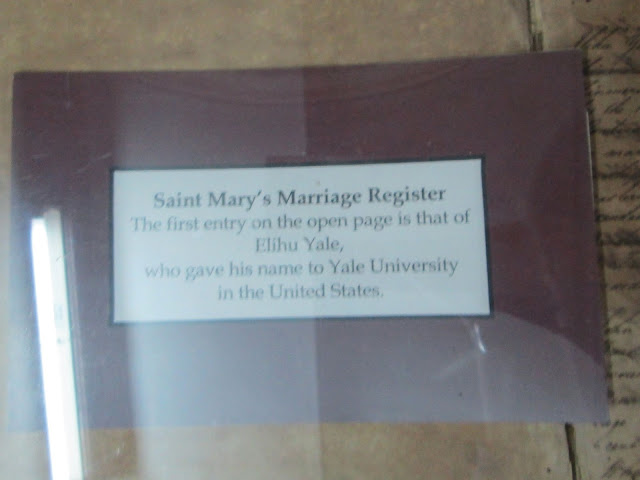 Saint Mary's Marriage Register
The first entry on the open page is that of
Elihu Yale,
who gave his name to Yale University
in the United States.